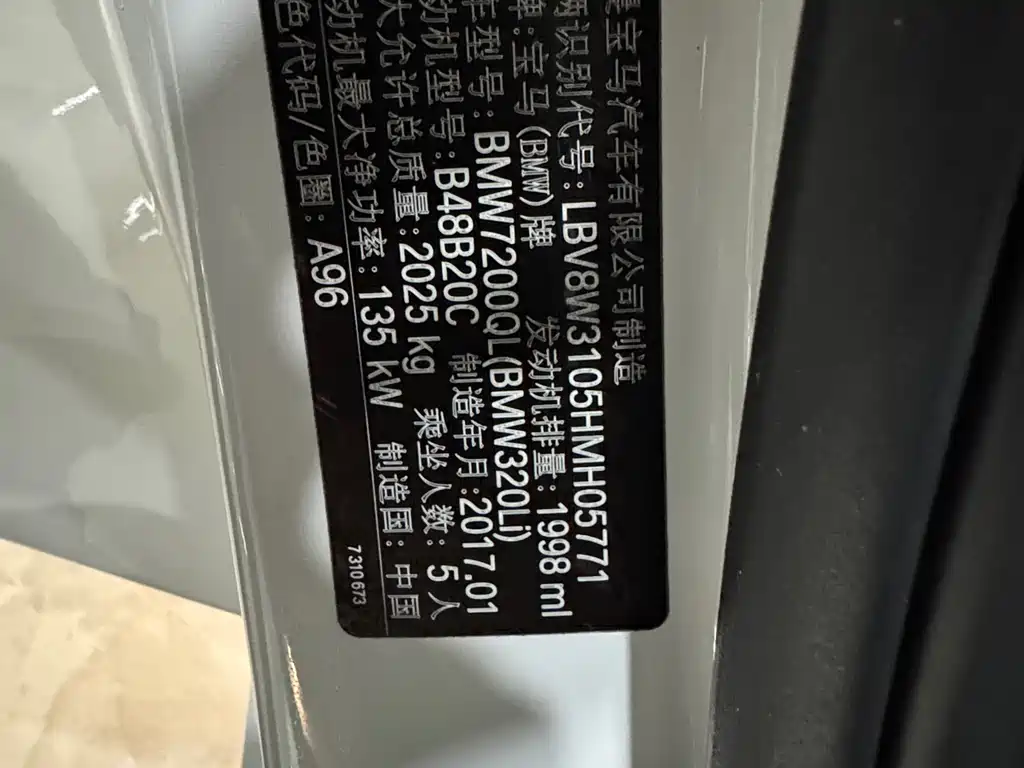 宝马汽车有限公司制造
识别代号:LBV8W3105HMH05771
牌:宝马(BMW)牌 发动机排量:1998 ml
车型号:BMW7200QL(BMW320Li)
动机型号:B48B20C 制造年月:2017.01
大允许总质量:2025 kg 乘坐人数:5人
动机最大净功率:135 kW 制造国:中国
色代码/色圈:A96
7310673